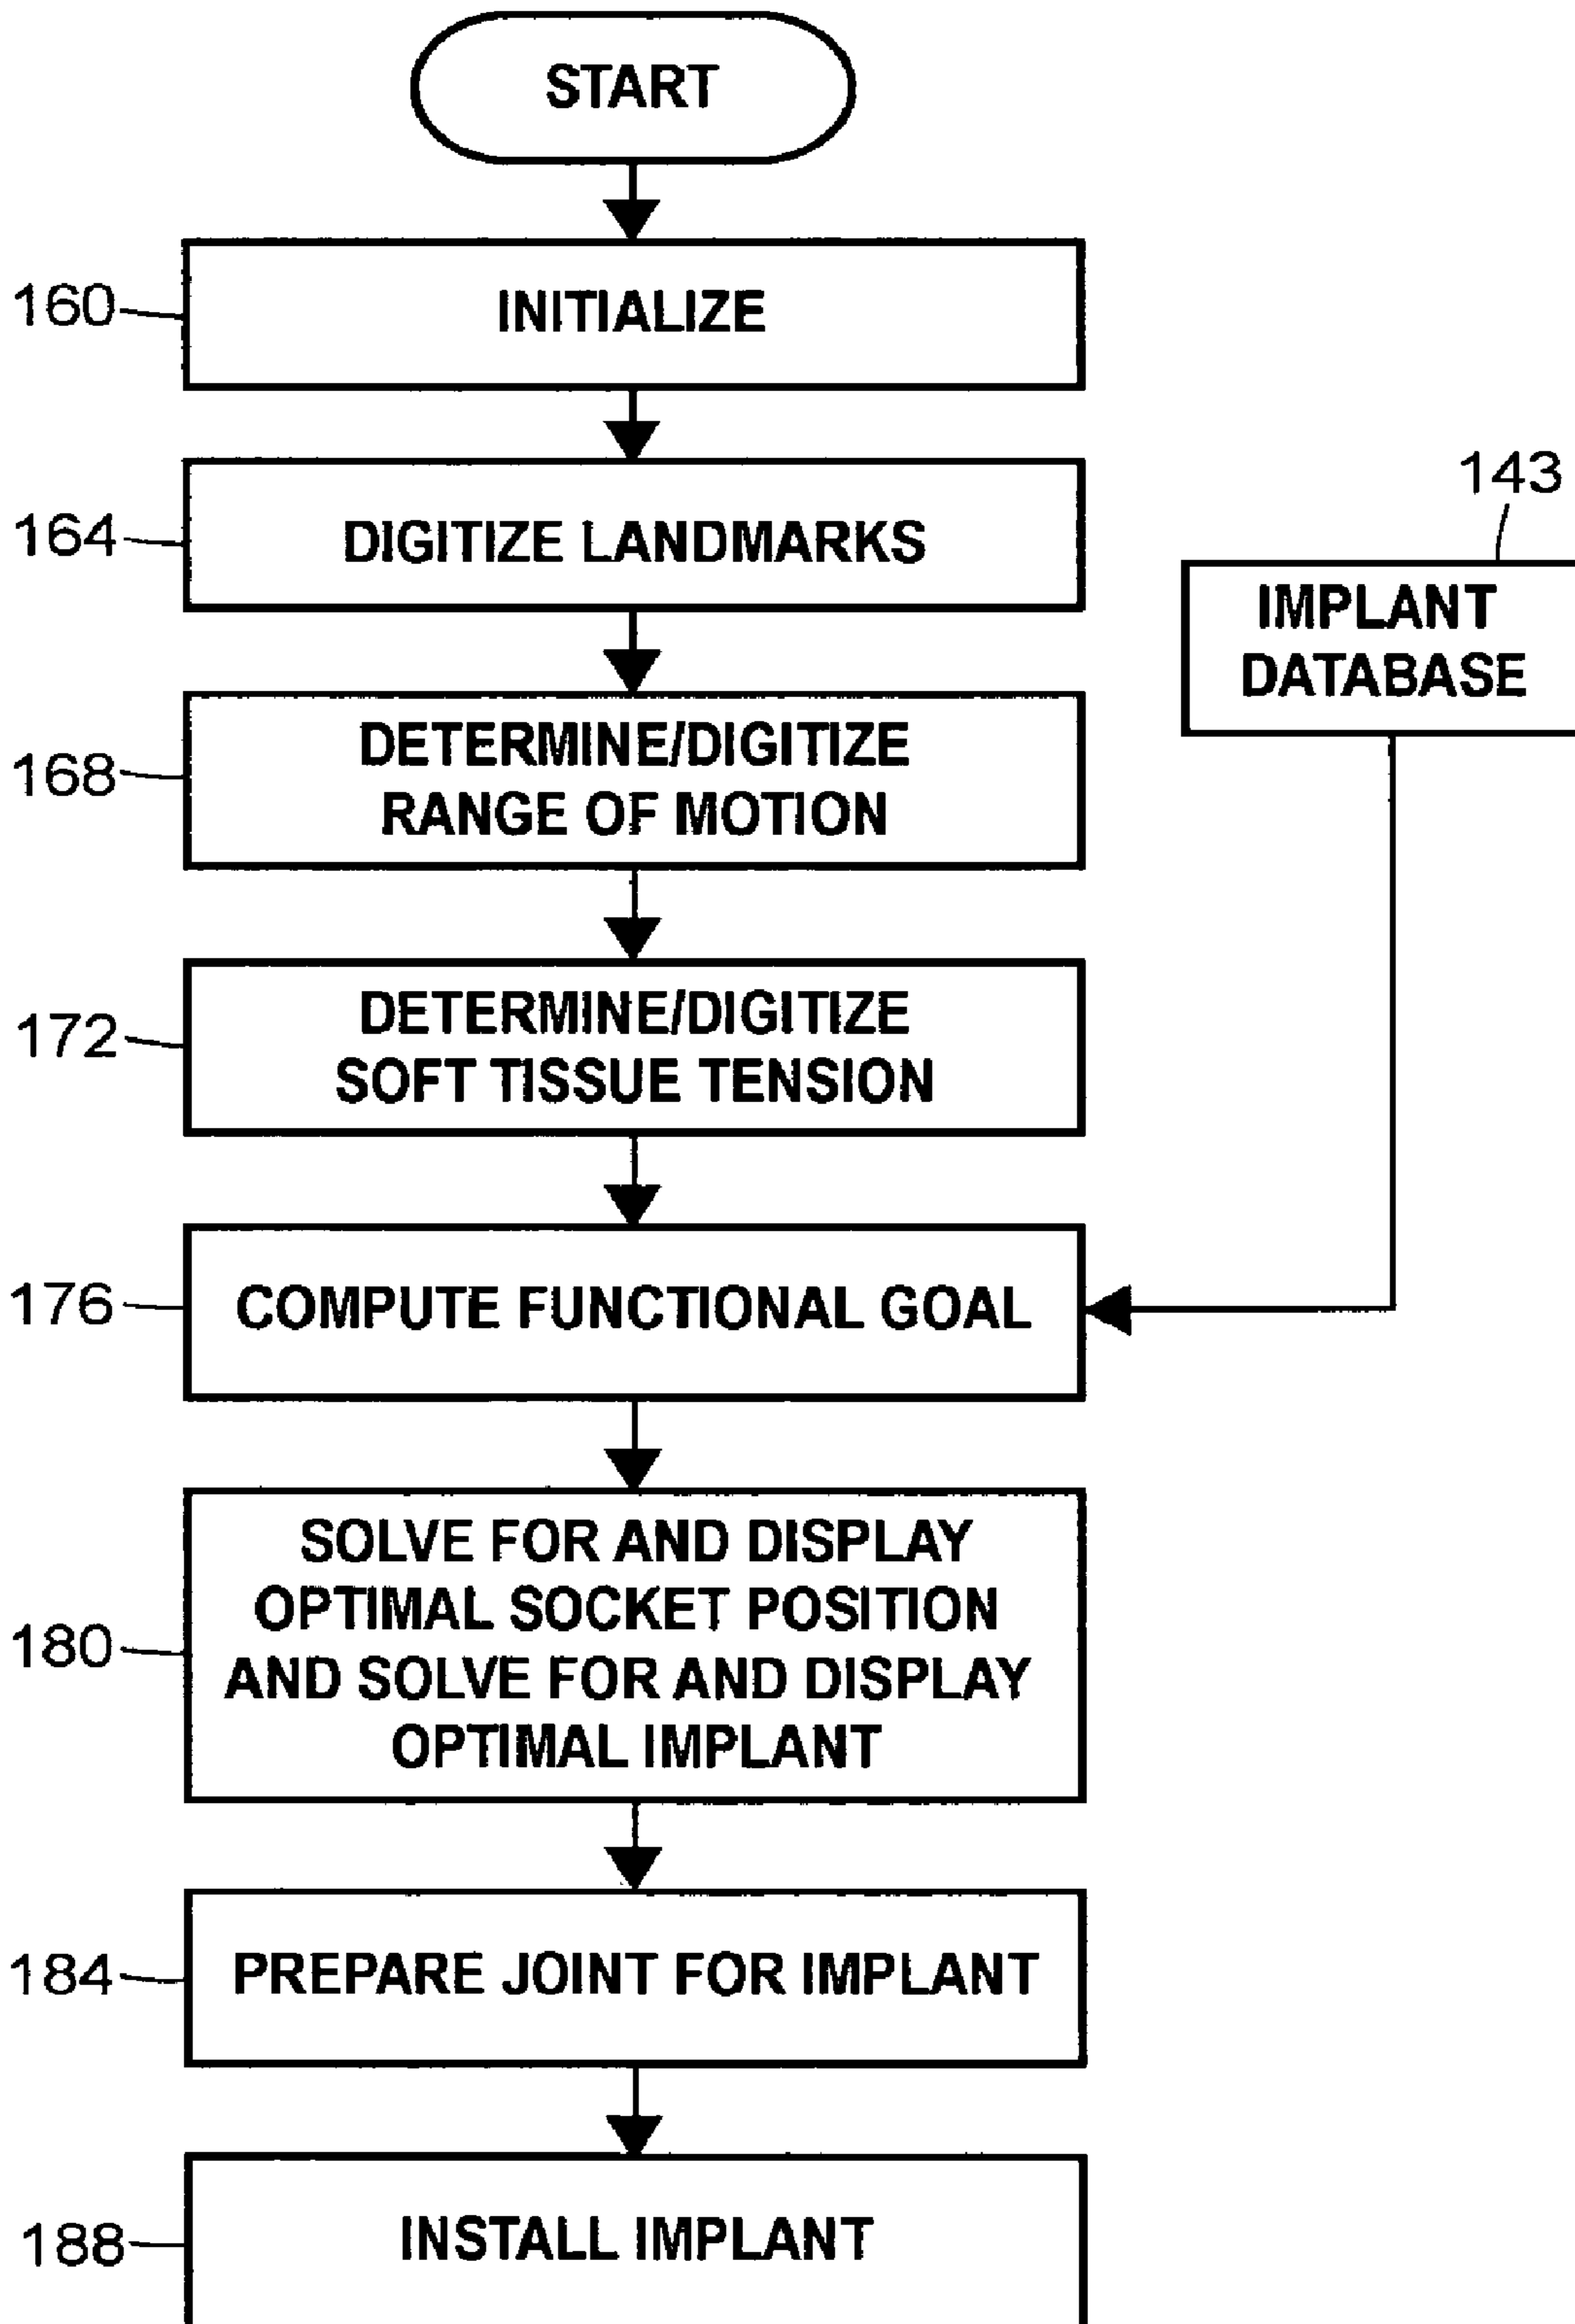 START
160
INITIALIZE
164
DIGITIZE LANDMARKS
143
IMPLANT
DATABASE
168
DETERMINE/DIGITIZE
RANGE OF MOTION
172
DETERMINE/DIGITIZE
SOFT TISSUE TENSION
176
COMPUTE FUNCTIONAL GOAL
180
SOLVE FOR AND DISPLAY
OPTIMAL SOCKET POSITION
AND SOLVE FOR AND DISPLAY
OPTIMAL IMPLANT
184
PREPARE JOINT FOR IMPLANT
188
INSTALL IMPLANT